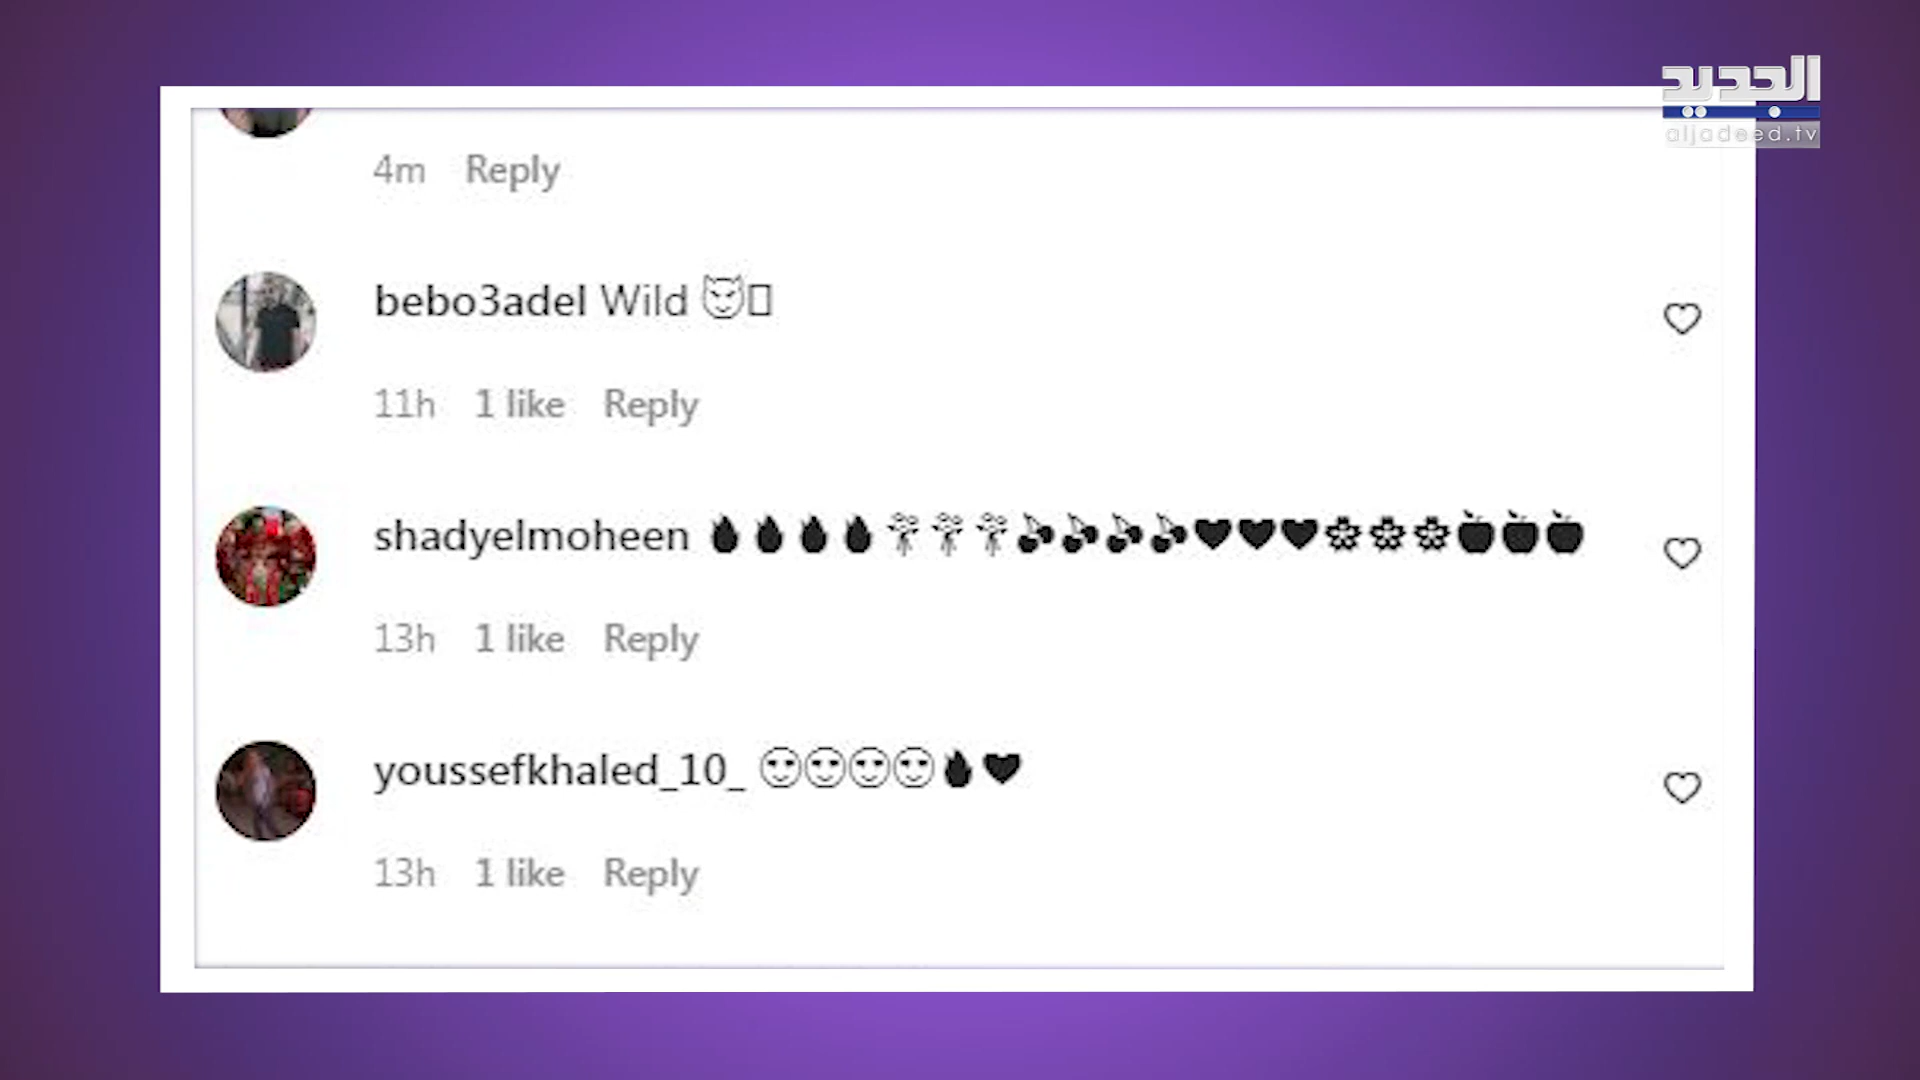 الجديد
aljadeed.tv
4m Reply
bebo3adel Wild 😈▯
11h 1 like Reply
shadyelmoheen 🔥🔥🔥🔥💐💐💐🍒🍒🍒🍒❤❤❤🌸🌸🌸🍎🍎🍎
13h 1 like Reply
youssefkhaled_10_ 😍😍😍😍🔥❤
13h 1 like Reply